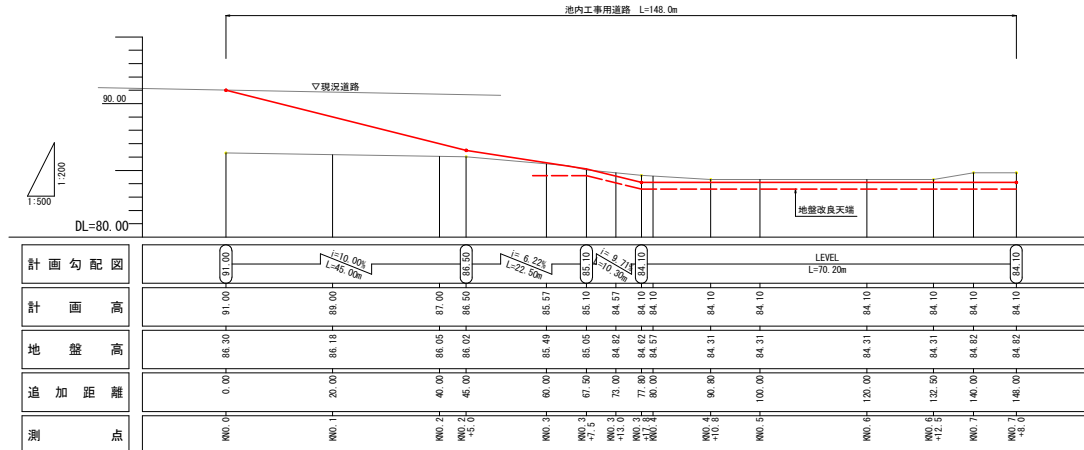 池内工事用道路 L=148.0m
▽現況道路
90.00
1:200
1:500
地盤改良天端
DL=80.00
計画勾配図
91.00
i=10.00%
L=45.00m
86.50
i= 6.22%
L=22.50m
85.10
i= 9.71%
L=10.30m
84.10
LEVEL
L=70.20m
84.10
計画高
91.00 89.00 87.00 86.50 85.57 85.10 84.57 84.10 84.10 84.10 84.10 84.10 84.10 84.10 84.10
地盤高
86.30 86.18 86.05 86.02 85.49 85.05 84.82 84.62 84.57 84.31 84.31 84.31 84.31 84.82 84.82
追加距離
0.00 20.00 40.00 45.00 60.00 67.50 73.00 77.80 80.00 90.80 100.00 120.00 132.50 140.00 148.00
測点
KNO.0
KNO.1
KNO.2
KNO.2
+5.0
KNO.3
KNO.3
+7.5
KNO.3
+13.0
KNO.3
+17.8
KNO.4
KNO.4
+10.8
KNO.5
KNO.6
KNO.6
+12.5
KNO.7
KNO.7
+8.0